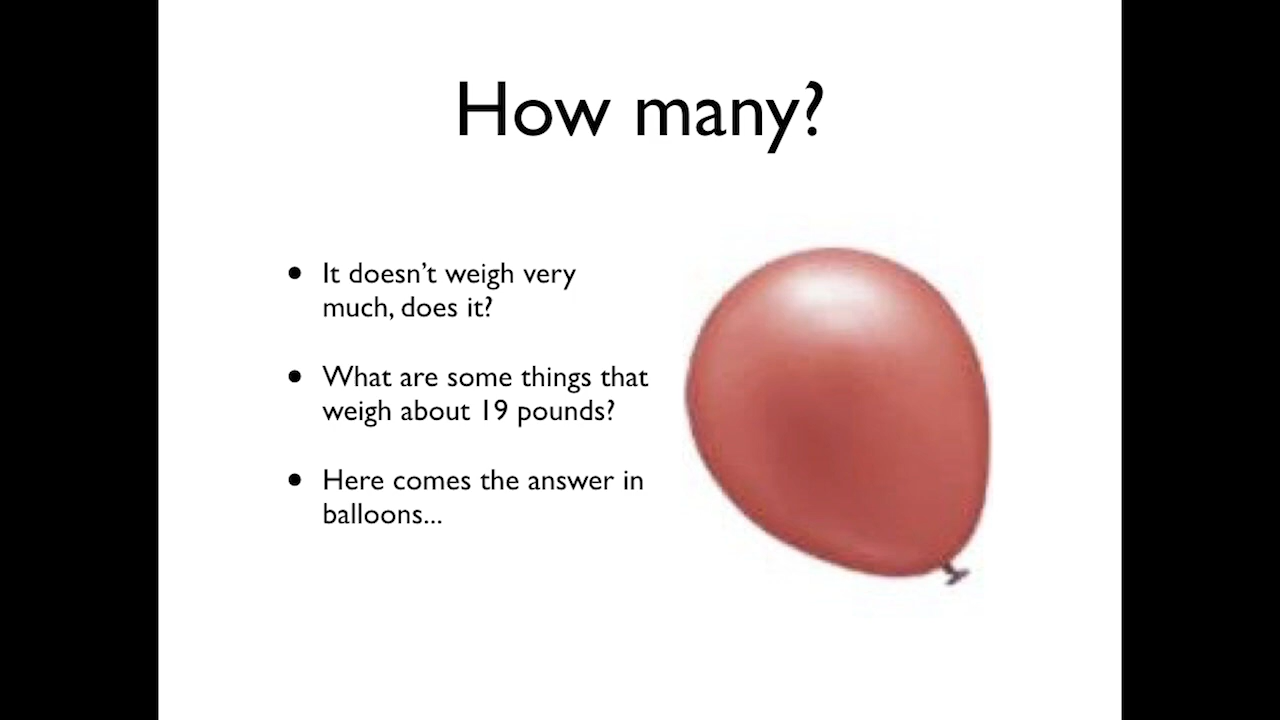 How many?
• It doesn’t weigh very
much, does it?
• What are some things that
weigh about 19 pounds?
• Here comes the answer in
balloons...